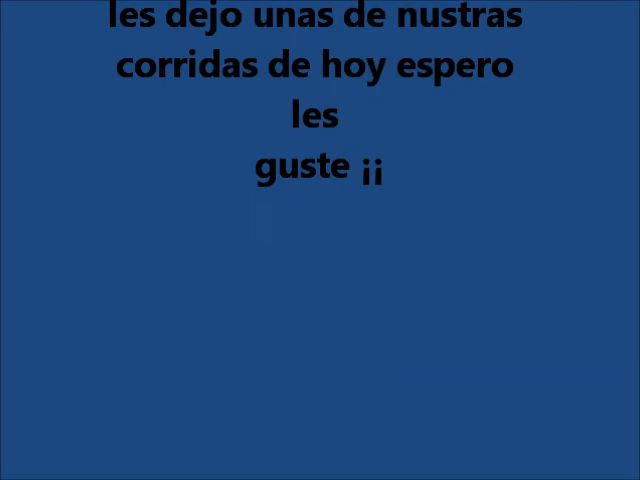 les dejo unas de nustras
corridas de hoy espero
les
guste ¡¡